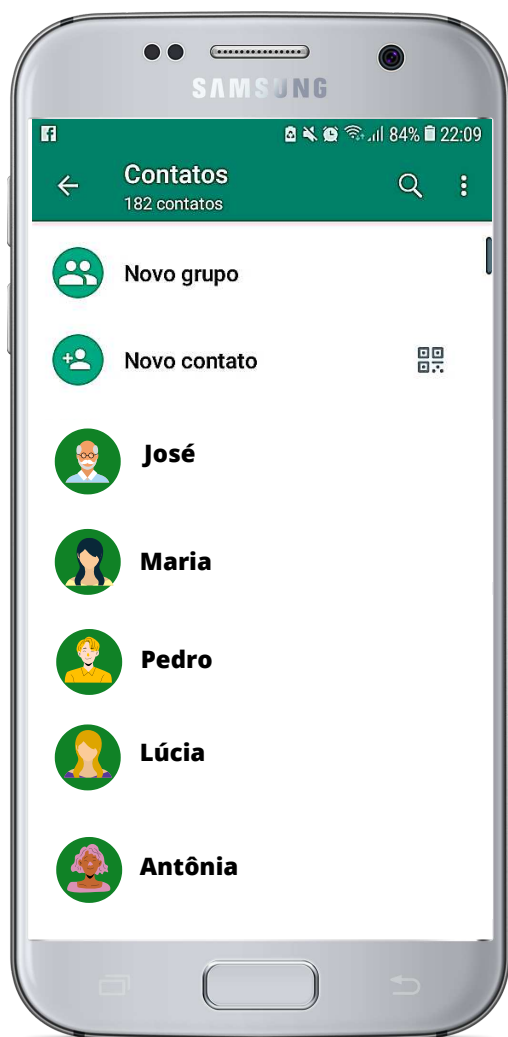 SAMSUNG
84% 22:09
Contatos
182 contatos
Novo grupo
Novo contato
José
Maria
Pedro
Lúcia
Antônia